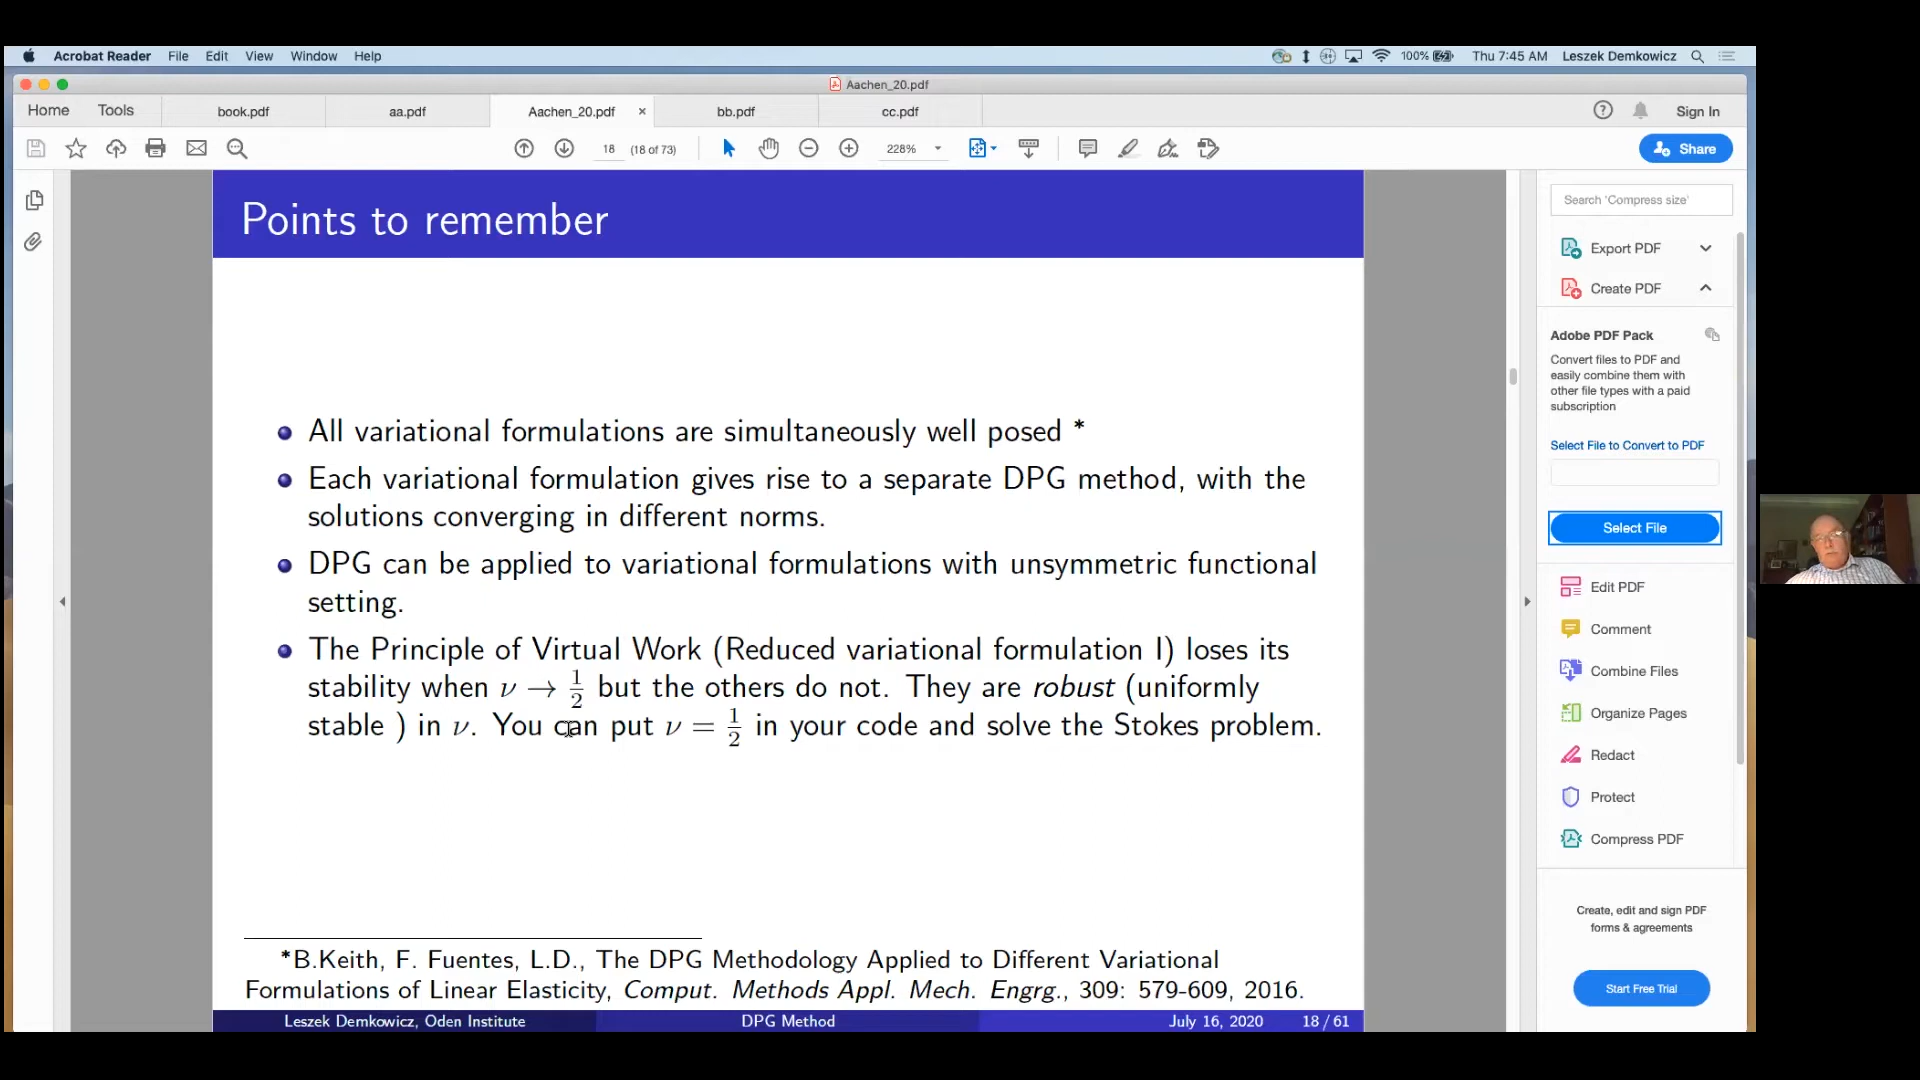 Acrobat Reader File Edit View Window Help 100% Thu 7:45 AM Leszek Demkowicz
Aachen_20.pdf
Home Tools book.pdf aa.pdf Aachen_20.pdf × bb.pdf cc.pdf Sign In
18 (18 of 73) 228% Share
Points to remember
All variational formulations are simultaneously well posed *
Each variational formulation gives rise to a separate DPG method, with the
solutions converging in different norms.
DPG can be applied to variational formulations with unsymmetric functional
setting.
The Principle of Virtual Work (Reduced variational formulation I) loses its
stability when ν → 1/2 but the others do not. They are robust (uniformly
stable ) in ν. You can put ν = 1/2 in your code and solve the Stokes problem.
*B.Keith, F. Fuentes, L.D., The DPG Methodology Applied to Different Variational
Formulations of Linear Elasticity, Comput. Methods Appl. Mech. Engrg., 309: 579-609, 2016.
Leszek Demkowicz, Oden Institute DPG Method July 16, 2020 18 / 61
Search 'Compress size'
Export PDF
Create PDF
Adobe PDF Pack
Convert files to PDF and
easily combine them with
other file types with a paid
subscription
Select File to Convert to PDF
Select File
Edit PDF
Comment
Combine Files
Organize Pages
Redact
Protect
Compress PDF
Create, edit and sign PDF
forms & agreements
Start Free Trial